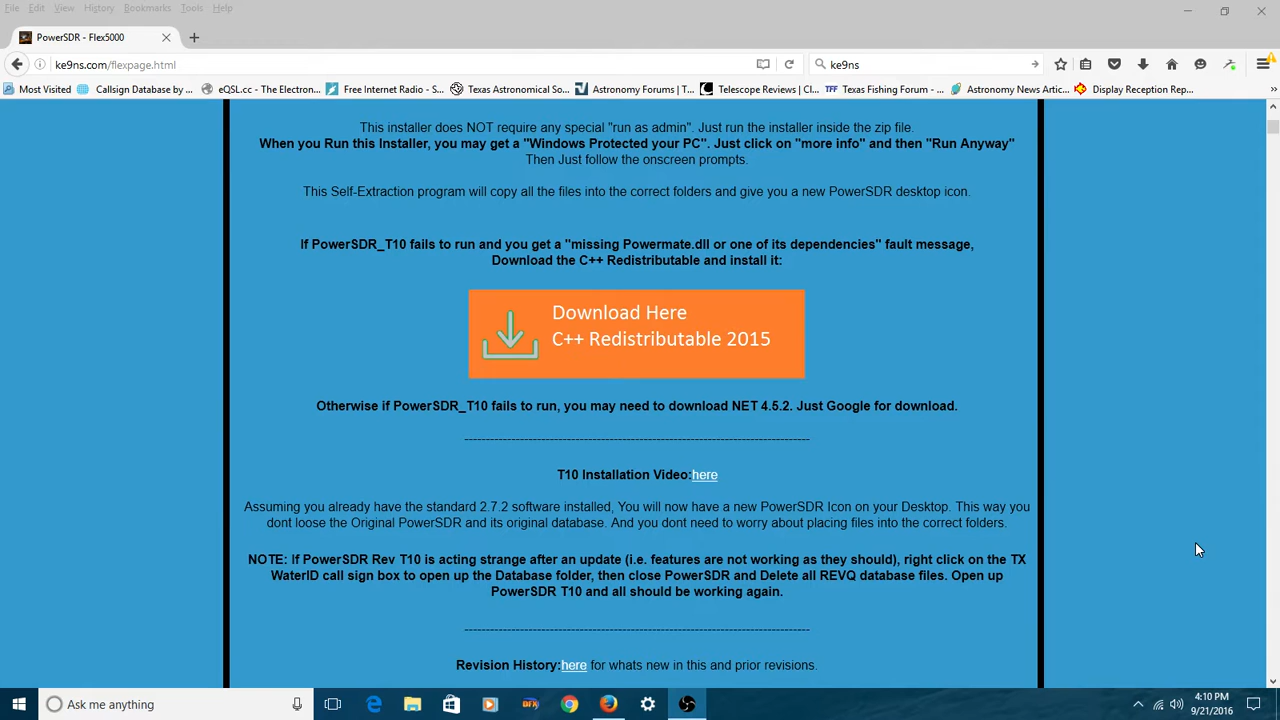 File Edit View History Bookmarks Tools Help
PowerSDR - Flex5000
ke9ns.com/flexpage.html
ke9ns
Most Visited Callsign Database by ... eQSL.cc - The Electron... Free Internet Radio - S... Texas Astronomical So... Astronomy Forums | T... Telescope Reviews | Cl... TFF Texas Fishing Forum - ... Astronomy News Artic... Display Reception Rep... »
This installer does NOT require any special "run as admin". Just run the installer inside the zip file.
When you Run this Installer, you may get a "Windows Protected your PC". Just click on "more info" and then "Run Anyway"
Then Just follow the onscreen prompts.
This Self-Extraction program will copy all the files into the correct folders and give you a new PowerSDR desktop icon.
If PowerSDR_T10 fails to run and you get a "missing Powermate.dll or one of its dependencies" fault message,
Download the C++ Redistributable and install it:
Download Here
C++ Redistributable 2015
Otherwise if PowerSDR_T10 fails to run, you may need to download NET 4.5.2. Just Google for download.
--------------------------------------------------------------------------------------
T10 Installation Video:here
Assuming you already have the standard 2.7.2 software installed, You will now have a new PowerSDR Icon on your Desktop. This way you
dont loose the Original PowerSDR and its original database. And you dont need to worry about placing files into the correct folders.
NOTE: If PowerSDR Rev T10 is acting strange after an update (i.e. features are not working as they should), right click on the TX
WaterID call sign box to open up the Database folder, then close PowerSDR and Delete all REVQ database files. Open up
PowerSDR T10 and all should be working again.
--------------------------------------------------------------------------------------
Revision History:here for whats new in this and prior revisions.
Ask me anything
DFX
4:10 PM
9/21/2016